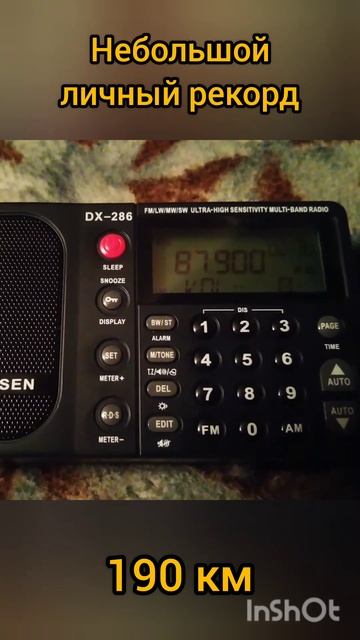 Небольшой
личный рекорд
DX-286
FM/LW/MW/SW ULTRA-HIGH SENSITIVITY MULTI-BAND RADIO
SLEEP
SNOOZE
DISPLAY
SET
METER+
R·D·S
METER-
SEN
87.900
BW/ST
ALARM
M/TONE
DEL
EDIT
DIS
1 2 3
4 5 6
7 8 9
FM 0 AM
PAGE
TIME
AUTO
AUTO
190 км
InShOt